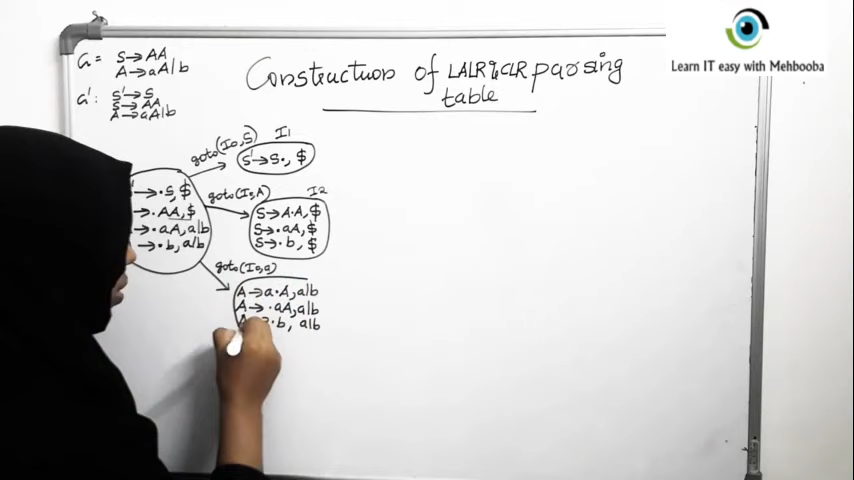 G = S→AA
A→aA|b
G': S'→S
S→AA
A→aA|b
Construction of LALR & CLR parsing
table
Learn IT easy with Mehbooba
goto(I0,S)
I1
S'→S·, $
→·S, $
→·AA, $
→·aA, a|b
→·b, a|b
goto(I0,A)
I2
S→A·A, $
S→·aA, $
S→·b, $
goto(I0,a)
A→a·A, a|b
A→·aA, a|b
·b, a|b